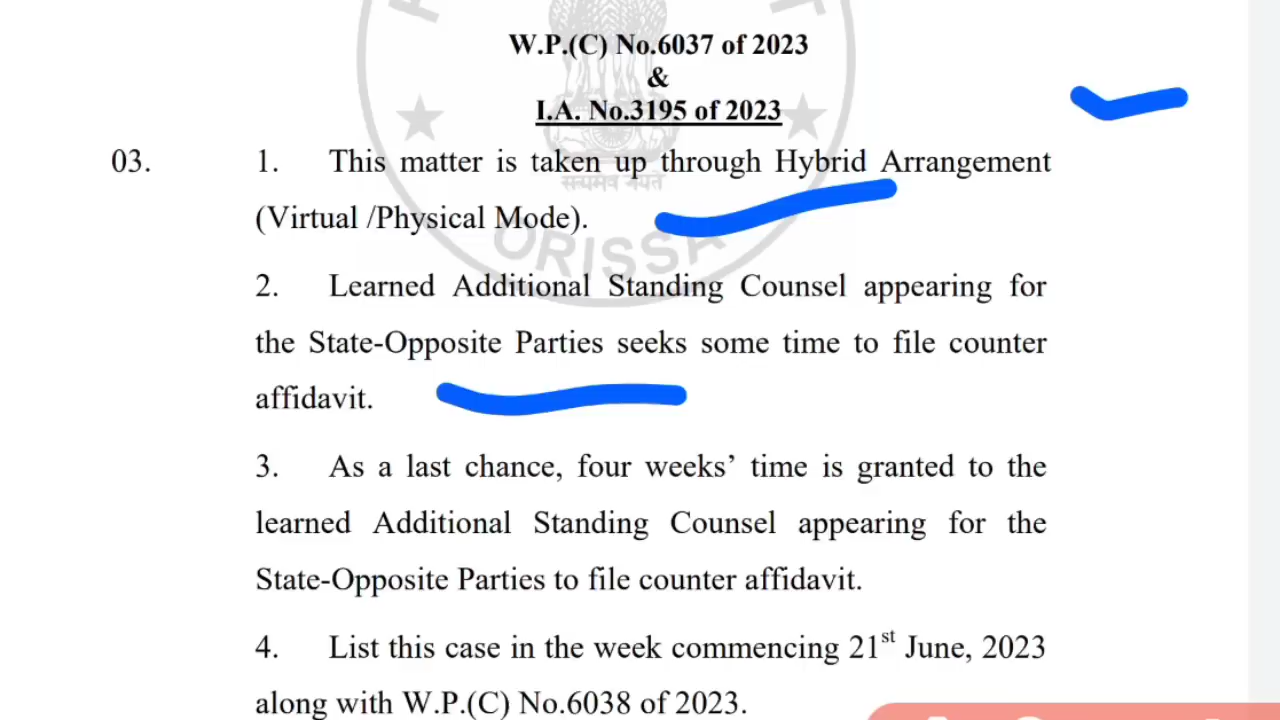 W.P.(C) No.6037 of 2023
&
I.A. No.3195 of 2023
03. 1. This matter is taken up through Hybrid Arrangement
(Virtual /Physical Mode).
सत्यमेव जयते
ORISSA
2. Learned Additional Standing Counsel appearing for
the State-Opposite Parties seeks some time to file counter
affidavit.
3. As a last chance, four weeks’ time is granted to the
learned Additional Standing Counsel appearing for the
State-Opposite Parties to file counter affidavit.
4. List this case in the week commencing 21st June, 2023
along with W.P.(C) No.6038 of 2023.